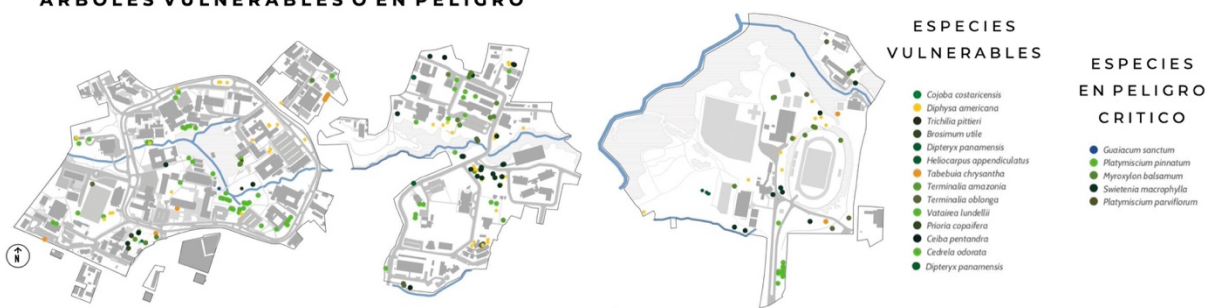 ÁRBOLES VULNERABLES O EN PELIGRO
N
ESPECIES
VULNERABLES
Cojoba costaricensis
Diphysa americana
Trichilia pittieri
Brosimum utile
Dipteryx panamensis
Heliocarpus appendiculatus
Tabebuia chrysantha
Terminalia amazonia
Terminalia oblonga
Vatairea lundellii
Prioria copaifera
Ceiba pentandra
Cedrela odorata
Dipteryx panamensis
ESPECIES
EN PELIGRO
CRITICO
Guaiacum sanctum
Platymiscium pinnatum
Myroxylon balsamum
Swietenia macrophylla
Platymiscium parviflorum